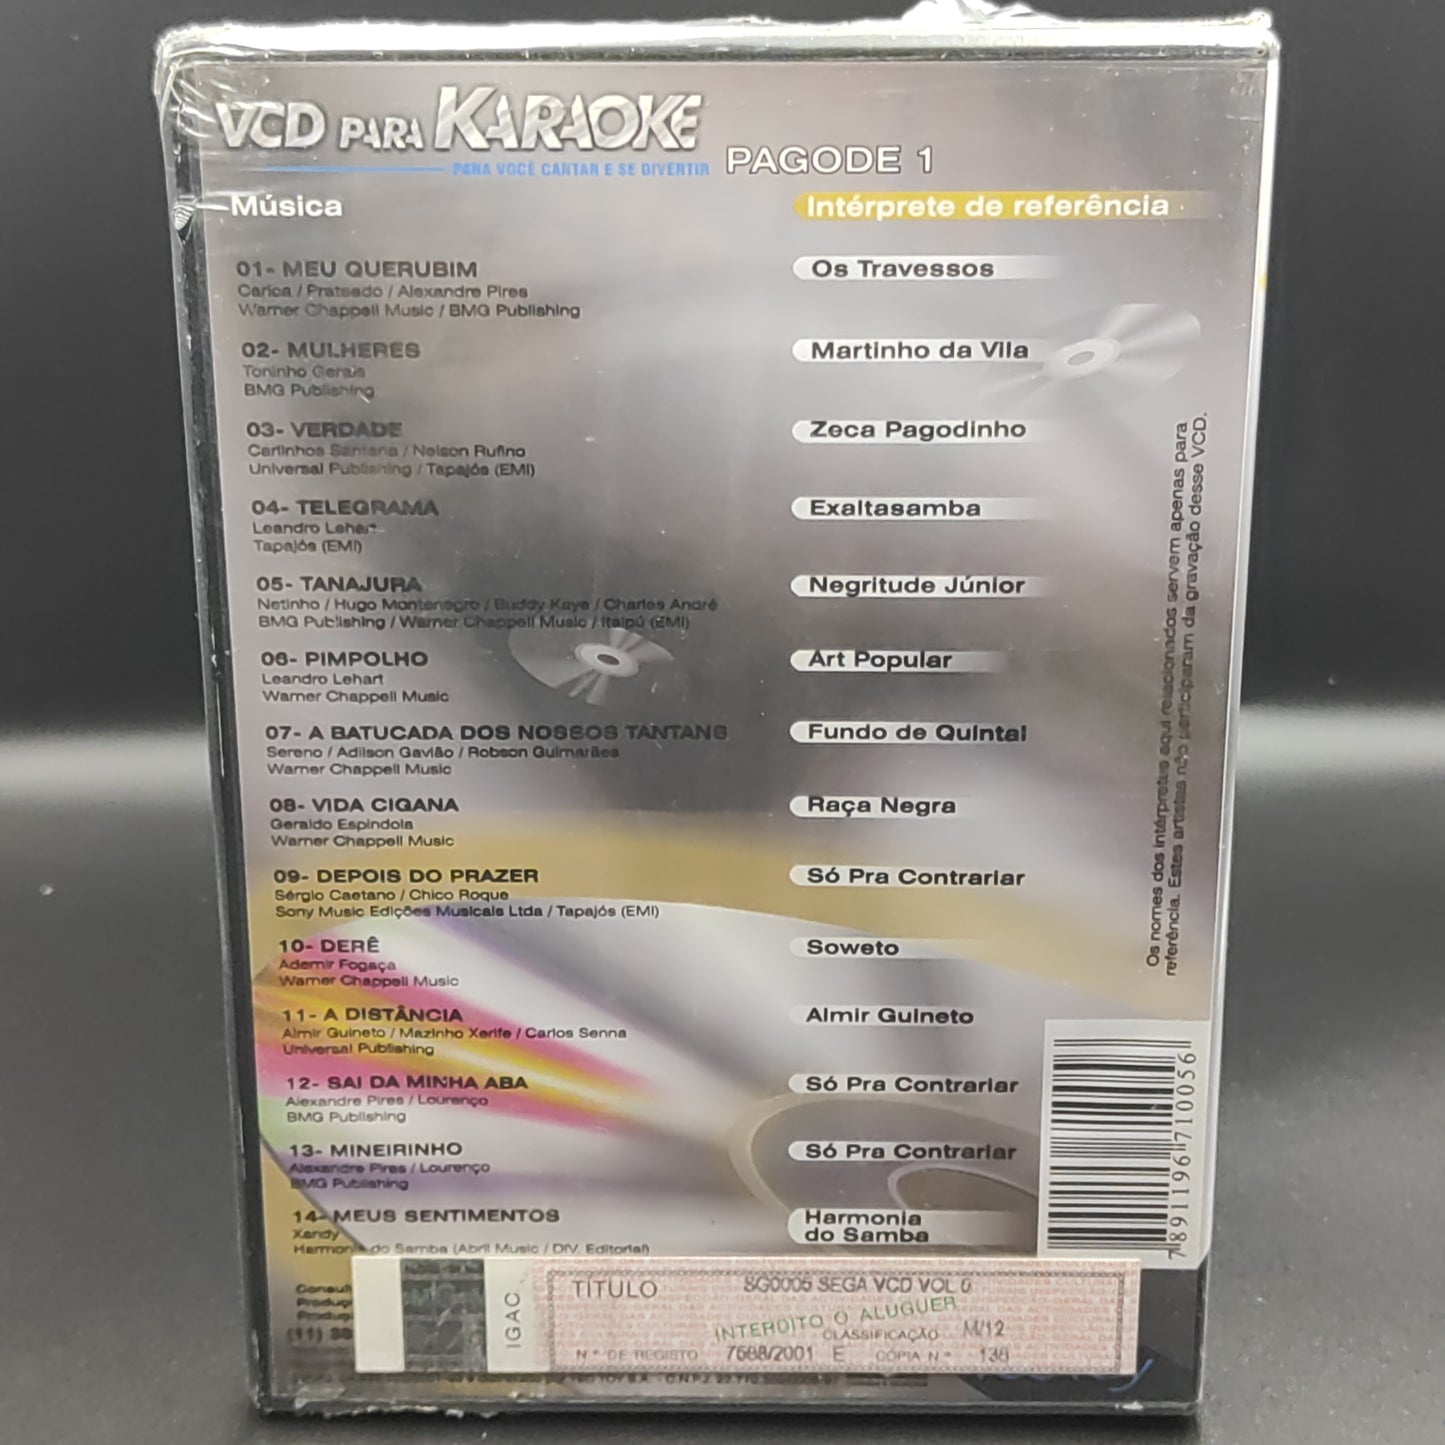 VCD PARA KARAOKE
PARA VOCÊ CANTAR E SE DIVERTIR
PAGODE 1
Música
Intérprete de referência
01- MEU QUERUBIM
Os Travessos
Carica / Prateado / Alexandre Pires
Warner Chappell Music / BMG Publishing
02- MULHERES
Martinho da Vila
Toninho Gerais
BMG Publishing
03- VERDADE
Zeca Pagodinho
Carlinhos Santana / Nelson Rufino
Universal Publishing / Tapajós (EMI)
04- TELEGRAMA
Exaltasamba
Leandro Lehart
Tapajós (EMI)
05- TANAJURA
Negritude Júnior
Netinho / Hugo Montenegro / Buddy Kaye / Charles André
BMG Publishing / Warner Chappell Music / Itaipú (EMI)
06- PIMPOLHO
Art Popular
Leandro Lehart
Warner Chappell Music
07- A BATUCADA DOS NOSSOS TANTANS
Fundo de Quintal
Sereno / Adilson Gavião / Robson Guimarães
Warner Chappell Music
08- VIDA CIGANA
Raça Negra
Geraldo Espindola
Warner Chappell Music
09- DEPOIS DO PRAZER
Só Pra Contrariar
Sérgio Caetano / Chico Roque
Sony Music Edições Musicais Ltda / Tapajós (EMI)
10- DERÊ
Soweto
Ademir Fogaça
Warner Chappell Music
11- A DISTÂNCIA
Almir Guineto
Almir Guineto / Mazinho Xerife / Carlos Senna
Universal Publishing
12- SAI DA MINHA ABA
Só Pra Contrariar
Alexandre Pires / Lourenço
BMG Publishing
13- MINEIRINHO
Só Pra Contrariar
Alexandre Pires / Lourenço
BMG Publishing
14- MEUS SENTIMENTOS
Harmonia
do Samba
Xandy
Harmonia do Samba (Abril Music / DIV. Editorial)
Os nomes dos intérpretes aqui relacionados servem apenas para
referência. Estes artistas não participaram da gravação desse VCD.
7891196710056
IGAC
TÍTULO SG0005 SEGA VCD VOL 0
INTERDITO O ALUGUER
CLASSIFICAÇÃO M/12
Nº DE REGISTO 7688/2001 E CÓPIA Nº 138